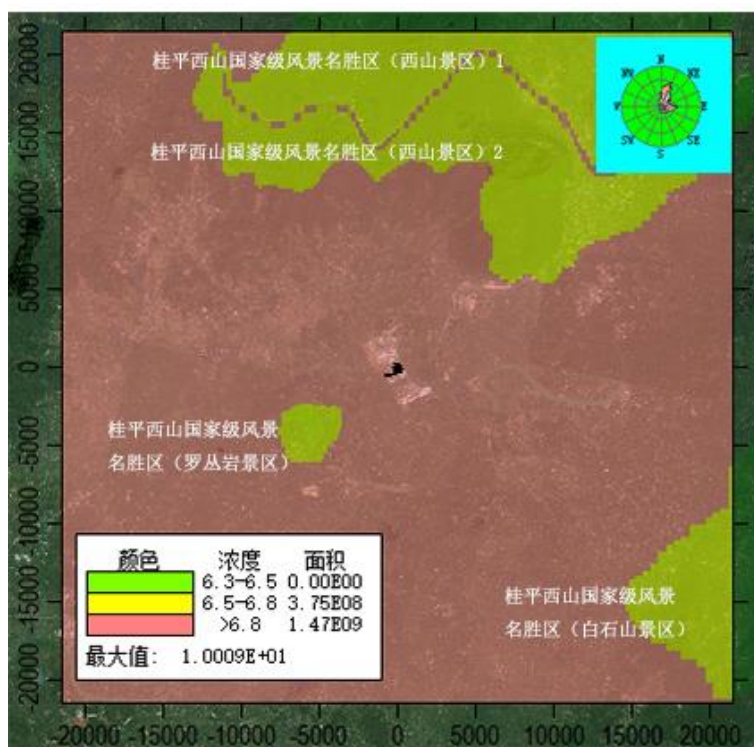 桂平西山国家级风景名胜区（西山景区）1
N
NW
NE
W
E
SW
SE
S
桂平西山国家级风景名胜区（西山景区）2
20000
15000
10000
5000
0
-5000
-10000
-15000
-20000
桂平西山国家级风景
名胜区（罗丛岩景区）
颜色 浓度 面积
6.3-6.5 0.00E00
6.5-6.8 3.75E08
>6.8 1.47E09
最大值: 1.0009E+01
桂平西山国家级风景
名胜区（白石山景区）
-20000 -15000 -10000 -5000 0 5000 10000 15000 20000